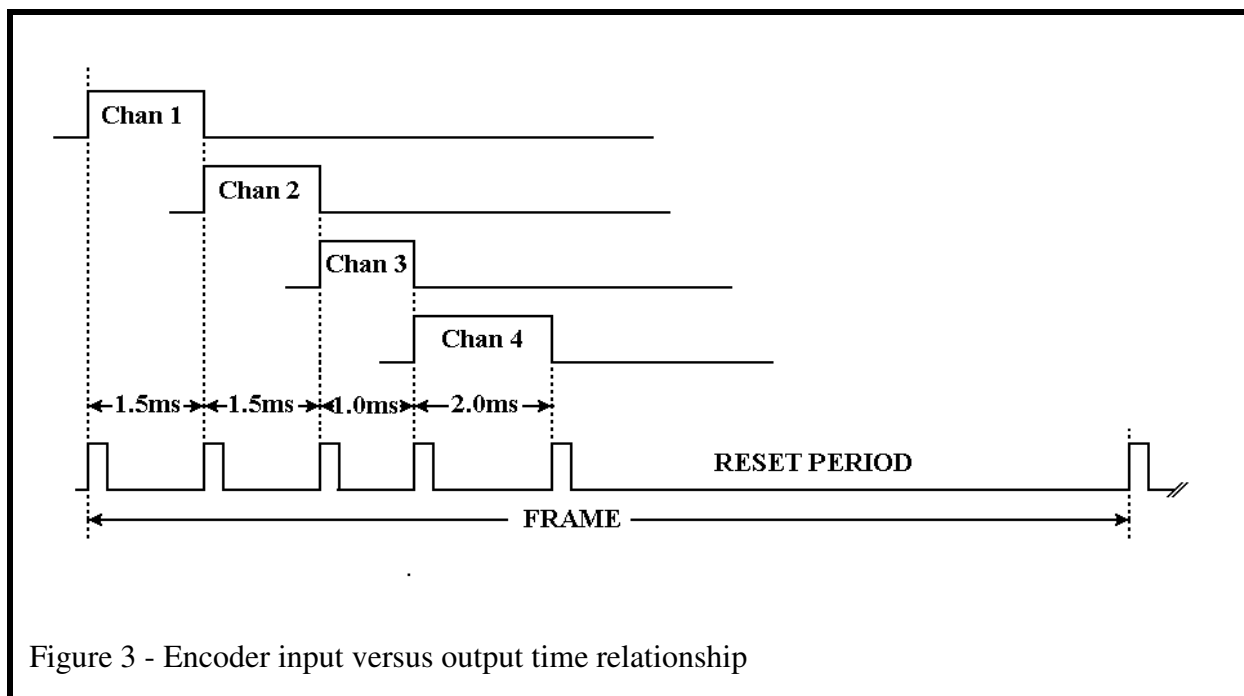 Chan 1
Chan 2
Chan 3
Chan 4
1.5ms 1.5ms 1.0ms 2.0ms
RESET PERIOD
FRAME
Figure 3 - Encoder input versus output time relationship